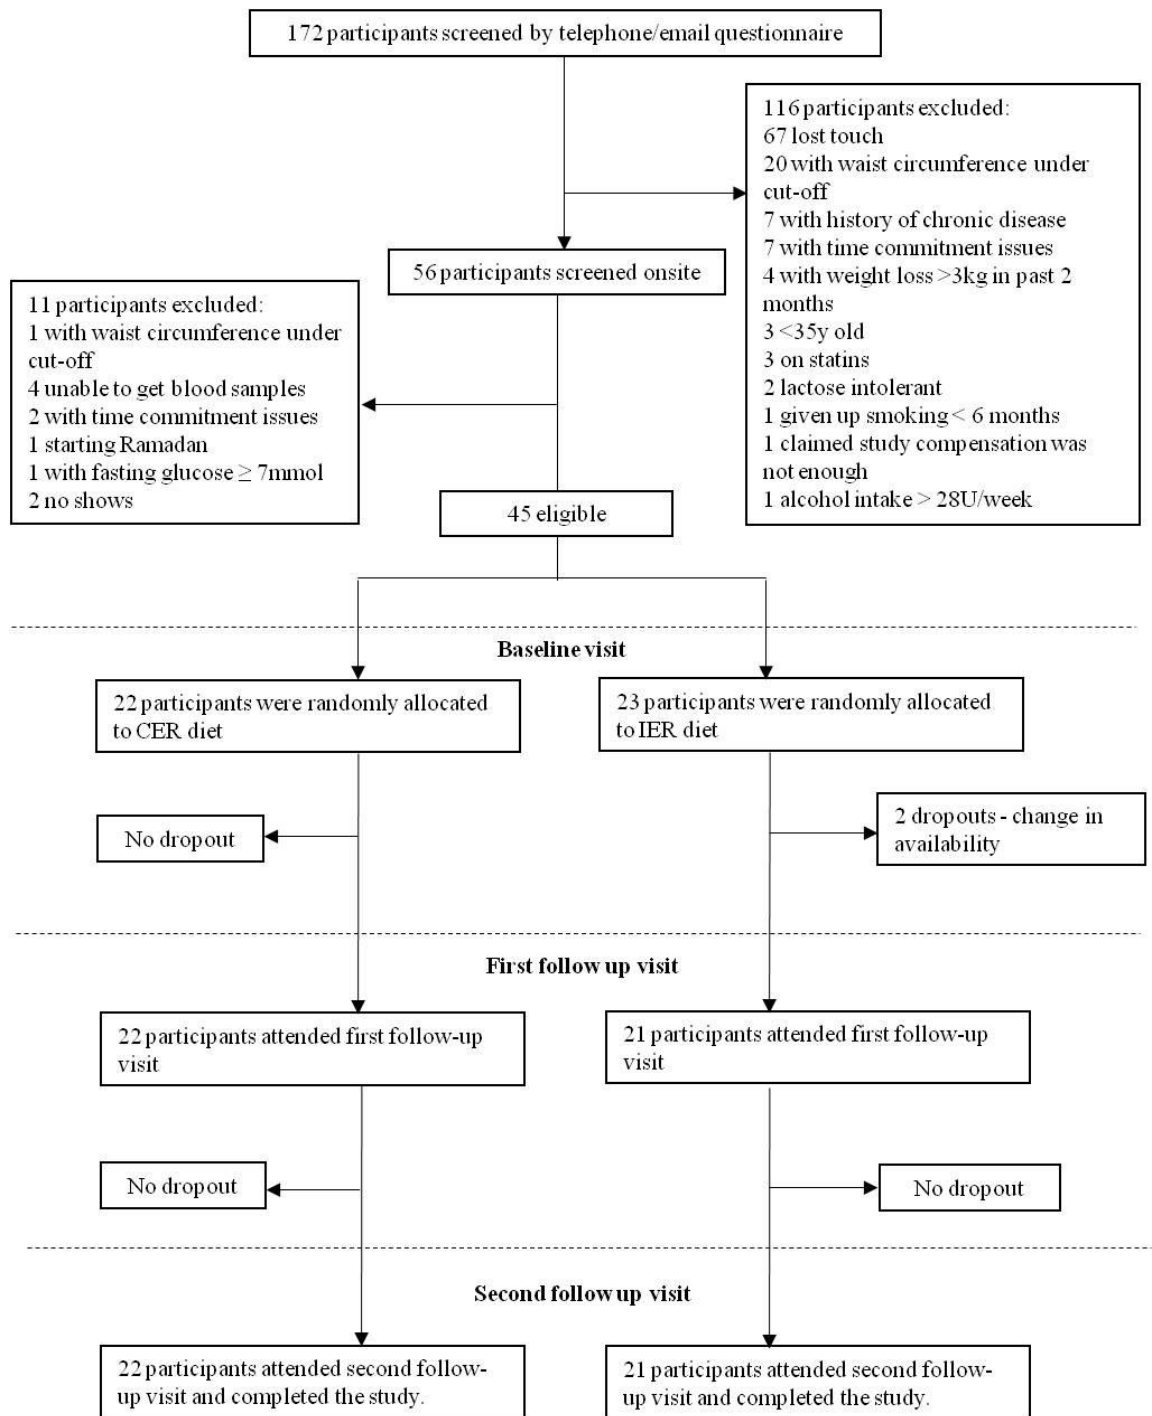 172 participants screened by telephone/email questionnaire
116 participants excluded:
67 lost touch
20 with waist circumference under
cut-off
7 with history of chronic disease
7 with time commitment issues
4 with weight loss >3kg in past 2
months
3 <35y old
3 on statins
2 lactose intolerant
1 given up smoking < 6 months
1 claimed study compensation was
not enough
1 alcohol intake > 28U/week
56 participants screened onsite
11 participants excluded:
1 with waist circumference under
cut-off
4 unable to get blood samples
2 with time commitment issues
1 starting Ramadan
1 with fasting glucose ≥ 7mmol
2 no shows
45 eligible
Baseline visit
22 participants were randomly allocated
to CER diet
23 participants were randomly allocated
to IER diet
No dropout
2 dropouts - change in
availability
First follow up visit
22 participants attended first follow-up
visit
21 participants attended first follow-up
visit
No dropout
No dropout
Second follow up visit
22 participants attended second follow-
up visit and completed the study.
21 participants attended second follow-
up visit and completed the study.